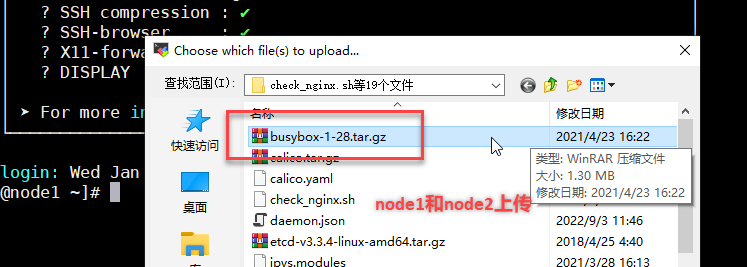 ? SSH compression : ✔
? SSH-browser : ✔
? X11-forwa
? DISPLAY
➤ For more in
login: Wed Jan
@node1 ~]#
Choose which file(s) to upload...
查找范围(I): check_nginx.sh等19个文件
名称 修改日期
busybox-1-28.tar.gz 2021/4/23 16:22
calico.tar.gz
calico.yaml
check_nginx.sh
daemon.json 2022/9/3 11:46
etcd-v3.3.4-linux-amd64.tar.gz 2018/4/25 4:40
ipvs.modules 2021/3/28 16:13
快速访问
桌面
类型: WinRAR 压缩文件
大小: 1.30 MB
修改日期: 2021/4/23 16:22
node1和node2上传